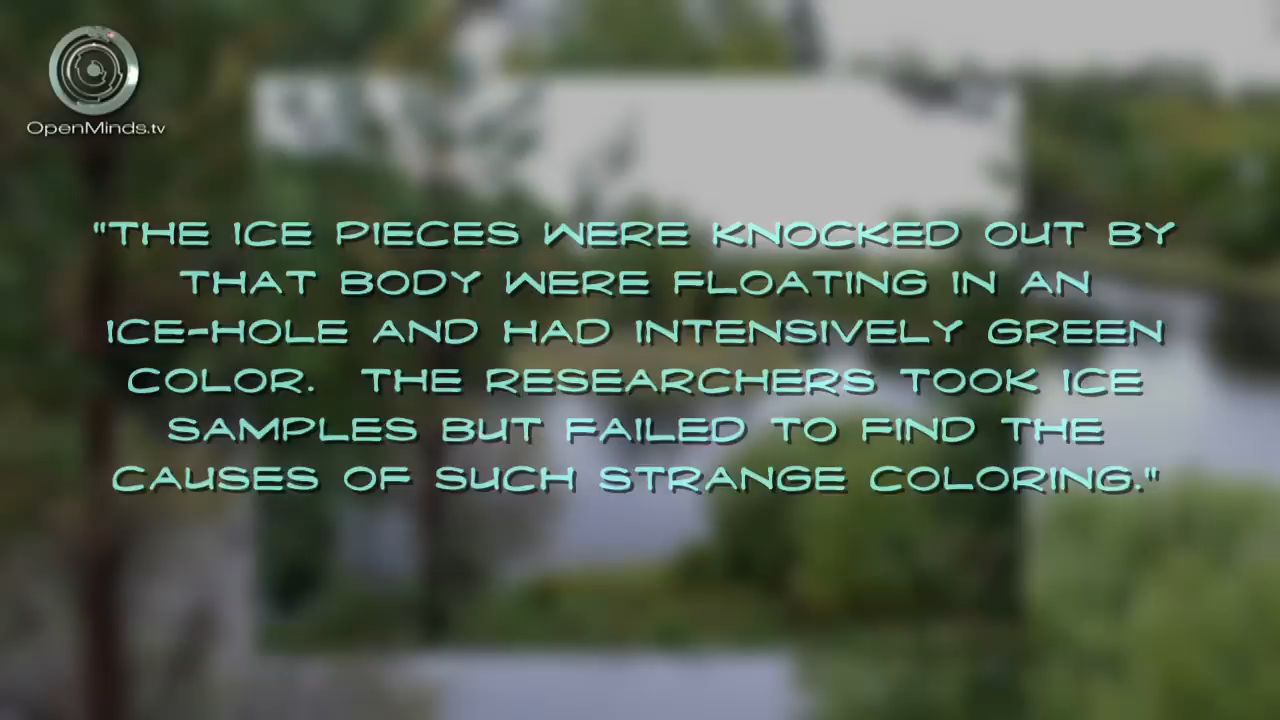 OpenMinds.tv
"THE ICE PIECES WERE KNOCKED OUT BY
THAT BODY WERE FLOATING IN AN
ICE-HOLE AND HAD INTENSIVELY GREEN
COLOR. THE RESEARCHERS TOOK ICE
SAMPLES BUT FAILED TO FIND THE
CAUSES OF SUCH STRANGE COLORING."